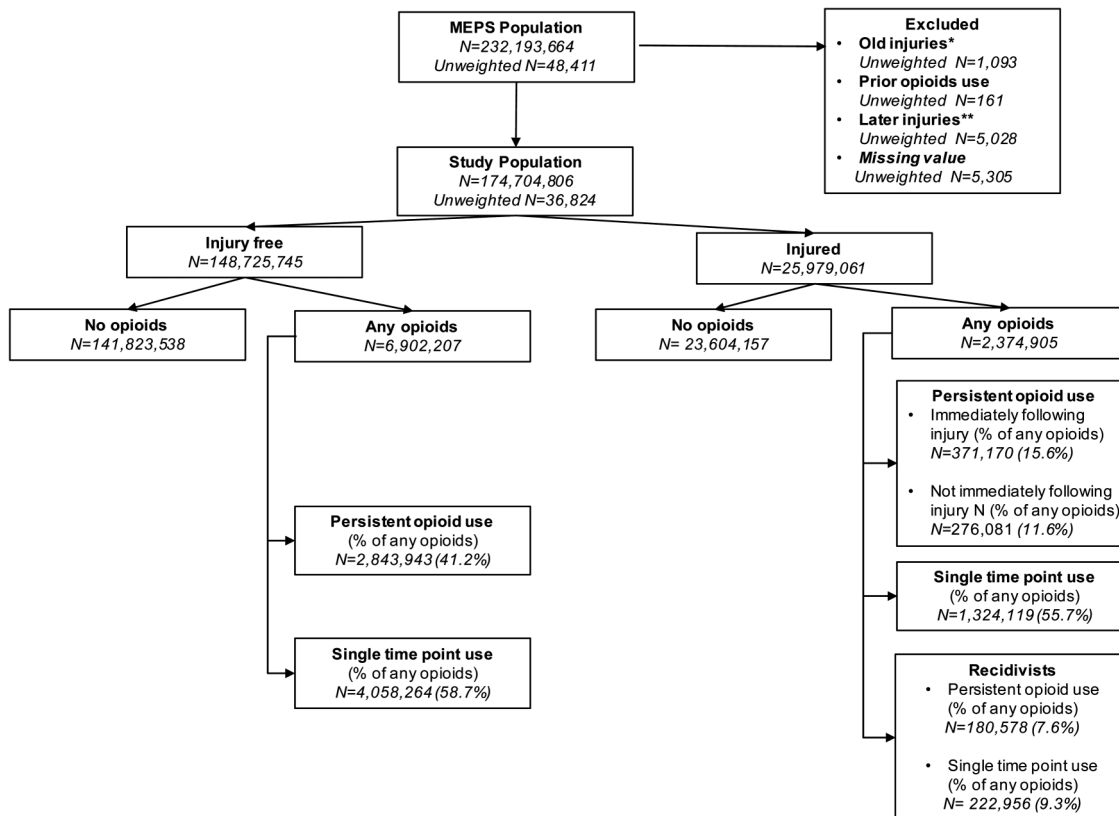 MEPS Population
N=232,193,664
Unweighted N=48,411
Excluded
• Old injuries*
Unweighted N=1,093
• Prior opioids use
Unweighted N=161
• Later injuries**
Unweighted N=5,028
• Missing value
Unweighted N=5,305
Study Population
N=174,704,806
Unweighted N=36,824
Injury free
N=148,725,745
Injured
N=25,979,061
No opioids
N=141,823,538
Any opioids
N=6,902,207
No opioids
N= 23,604,157
Any opioids
N=2,374,905
Persistent opioid use
(% of any opioids)
N=2,843,943 (41.2%)
Single time point use
(% of any opioids)
N=4,058,264 (58.7%)
Persistent opioid use
• Immediately following
injury (% of any opioids)
N=371,170 (15.6%)
• Not immediately following
injury N (% of any opioids)
N=276,081 (11.6%)
Single time point use
(% of any opioids)
N=1,324,119 (55.7%)
Recidivists
• Persistent opioid use
(% of any opioids)
N=180,578 (7.6%)
• Single time point use
(% of any opioids)
N= 222,956 (9.3%)